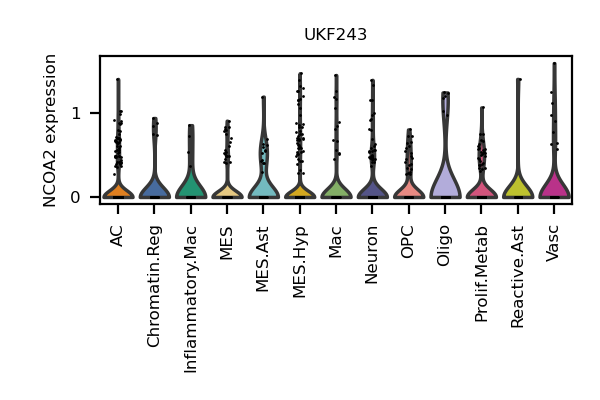 UKF243
NCOA2 expression
1
0
AC
Chromatin.Reg
Inflammatory.Mac
MES
MES.Ast
MES.Hyp
Mac
Neuron
OPC
Oligo
Prolif.Metab
Reactive.Ast
Vasc